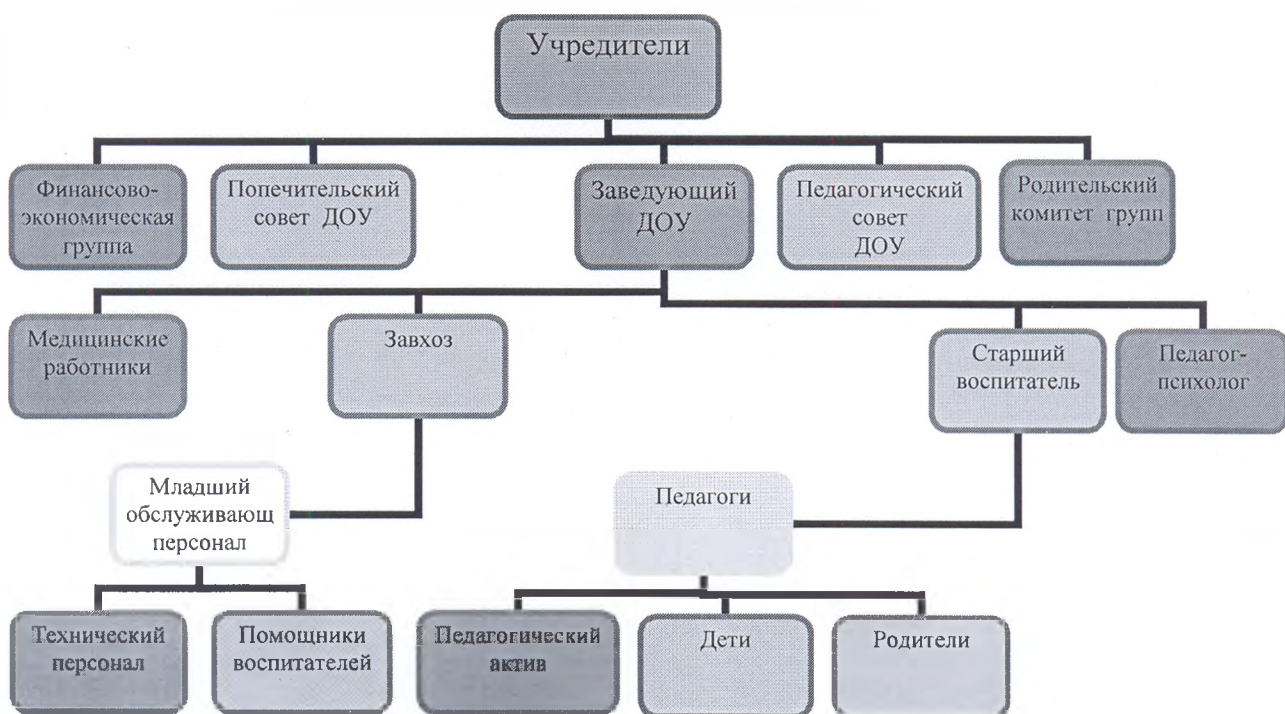 Учредители
Финансово-
экономическая
группа
Попечительский
совет ДОУ
Заведующий
ДОУ
Педагогический
совет
ДОУ
Родительский
комитет групп
Медицинские
работники
Завхоз
Старший
воспитатель
Педагог-
психолог
Младший
обслуживающ
персонал
Педагоги
Технический
персонал
Помощники
воспитателей
Педагогический
актив
Дети
Родители